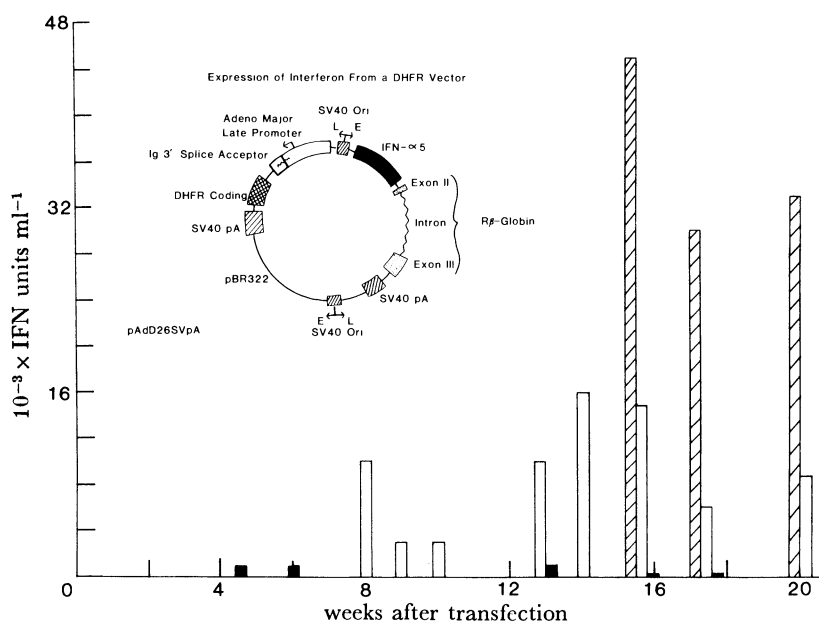 48
Expression of Interferon From a DHFR Vector
SV40 Ori
L E
Adeno Major
Late Promoter
IFN-∝5
Ig 3' Splice Acceptor
Exon II
DHFR Coding
Intron
Rβ-Globin
SV40 pA
Exon III
pBR322
SV40 pA
E L
SV40 Ori
pAdD26SVpA
32
16
0
10⁻³ × IFN units ml⁻¹
4 8 12 16 20
weeks after transfection